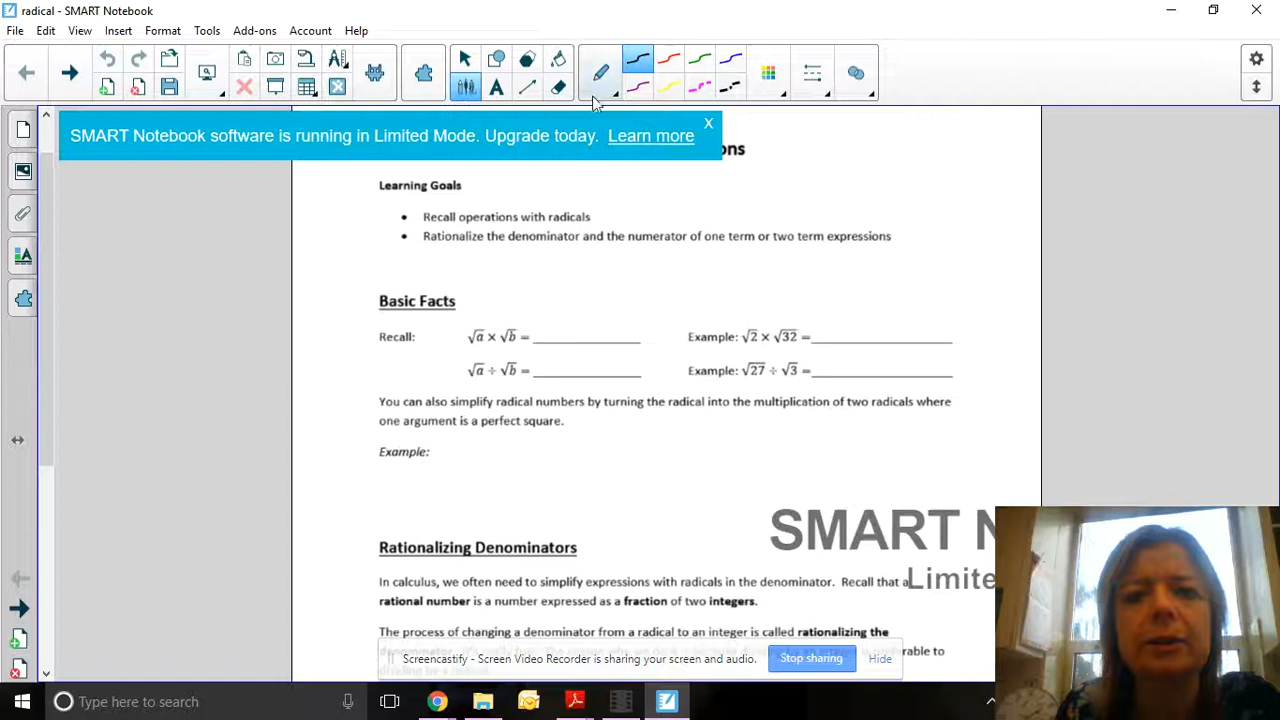 radical - SMART Notebook
File Edit View Insert Format Tools Add-ons Account Help
SMART Notebook software is running in Limited Mode. Upgrade today. Learn more X
ons
Learning Goals
• Recall operations with radicals
• Rationalize the denominator and the numerator of one term or two term expressions
Basic Facts
Recall: √a × √b = ____________ Example: √2 × √32 = ________________
√a ÷ √b = ____________ Example: √27 ÷ √3 = ________________
You can also simplify radical numbers by turning the radical into the multiplication of two radicals where
one argument is a perfect square.
Example:
SMART N
Limite
Rationalizing Denominators
In calculus, we often need to simplify expressions with radicals in the denominator. Recall that a
rational number is a number expressed as a fraction of two integers.
The process of changing a denominator from a radical to an integer is called rationalizing the
Screencastify - Screen Video Recorder is sharing your screen and audio. Stop sharing Hide
Type here to search